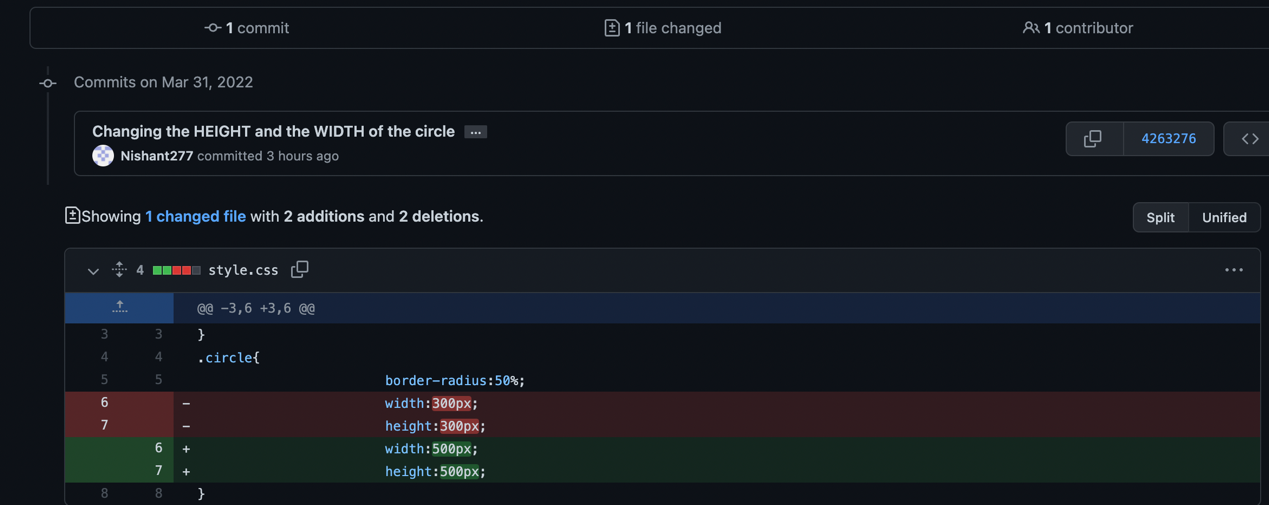 1 commit
1 file changed
1 contributor
Commits on Mar 31, 2022
Changing the HEIGHT and the WIDTH of the circle ...
Nishant277 committed 3 hours ago
4263276
<>
Showing 1 changed file with 2 additions and 2 deletions.
Split Unified
4 style.css
@@ -3,6 +3,6 @@
3 3 }
4 4 .circle{
5 5 border-radius:50%;
6 - width:300px;
7 - height:300px;
6 + width:500px;
7 + height:500px;
8 8 }